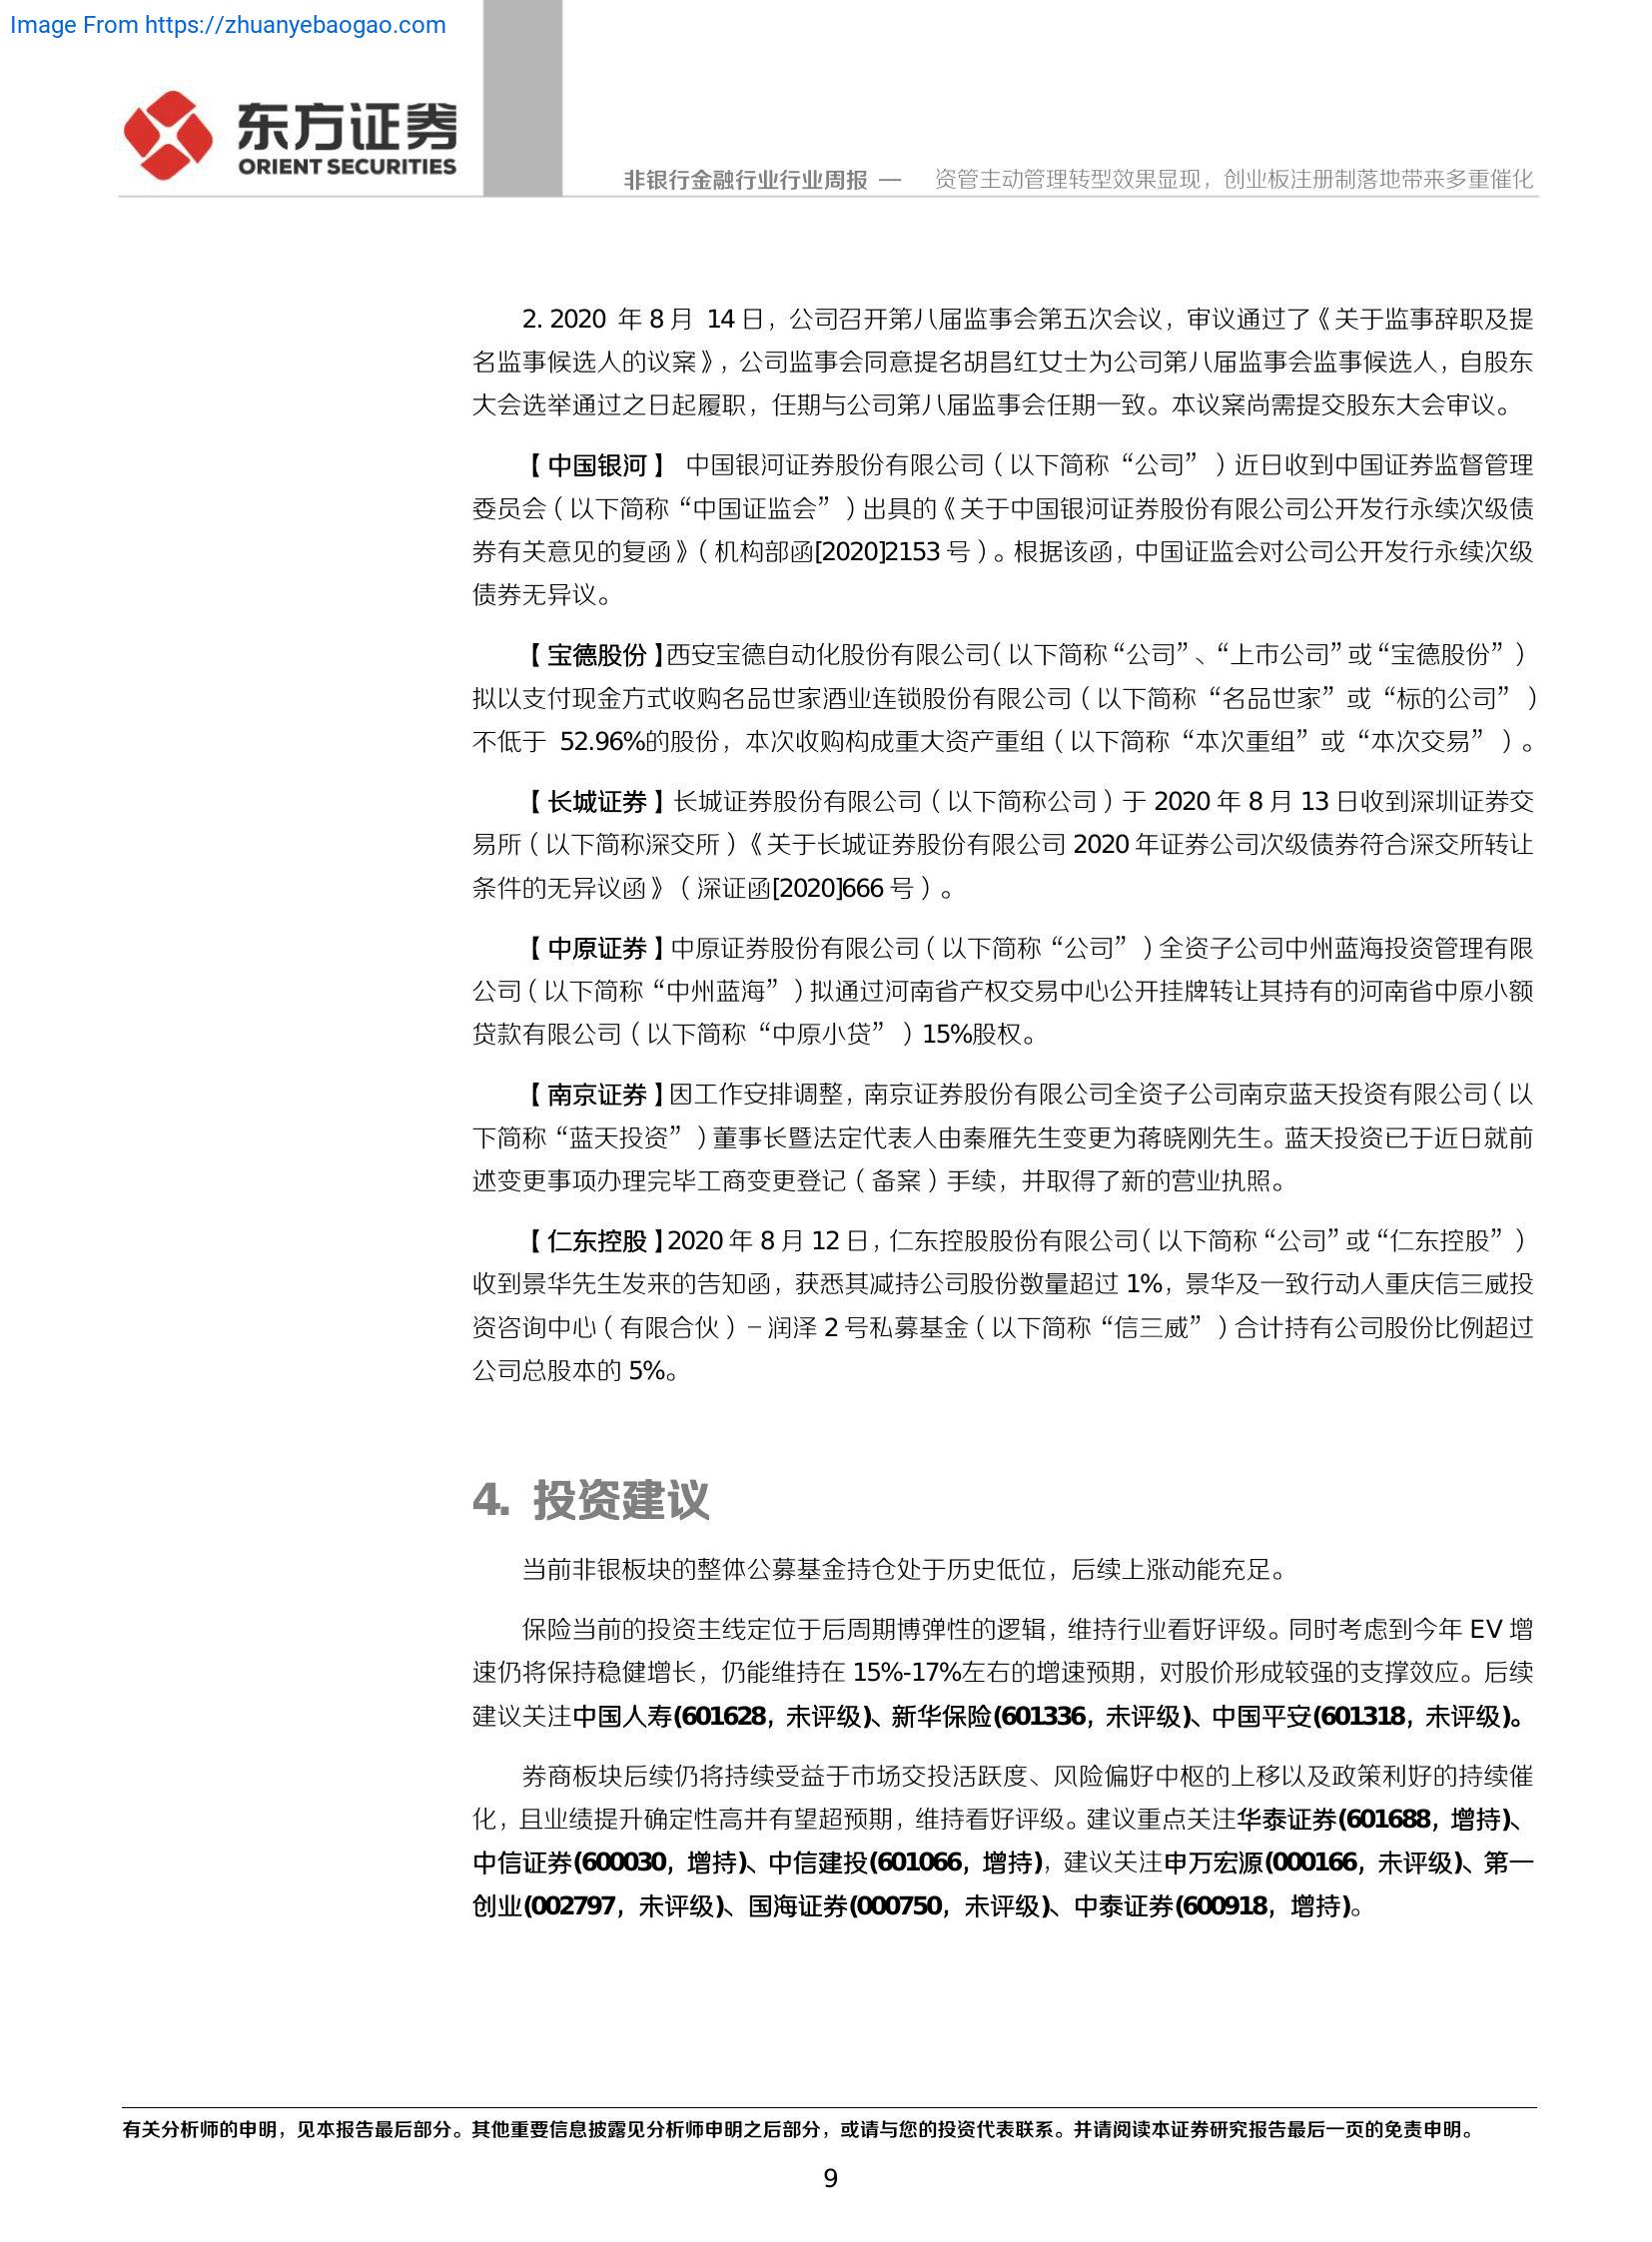 Image From https://zhuanyebaogao.com
东方证券
ORIENT SECURITIES
非银行金融行业行业周报 — 资管主动管理转型效果显现，创业板注册制落地带来多重催化
2. 2020 年 8 月 14 日，公司召开第八届监事会第五次会议，审议通过了《关于监事辞职及提
名监事候选人的议案》，公司监事会同意提名胡昌红女士为公司第八届监事会监事候选人，自股东
大会选举通过之日起履职，任期与公司第八届监事会任期一致。本议案尚需提交股东大会审议。
【中国银河】 中国银河证券股份有限公司（以下简称“公司”）近日收到中国证券监督管理
委员会（以下简称“中国证监会”）出具的《关于中国银河证券股份有限公司公开发行永续次级债
券有关意见的复函》（机构部函[2020]2153 号）。根据该函，中国证监会对公司公开发行永续次级
债券无异议。
【宝德股份】西安宝德自动化股份有限公司（以下简称“公司”、“上市公司”或“宝德股份”）
拟以支付现金方式收购名品世家酒业连锁股份有限公司（以下简称“名品世家”或“标的公司”）
不低于 52.96%的股份，本次收购构成重大资产重组（以下简称“本次重组”或“本次交易”）。
【长城证券】长城证券股份有限公司（以下简称公司）于 2020 年 8 月 13 日收到深圳证券交
易所（以下简称深交所）《关于长城证券股份有限公司 2020 年证券公司次级债券符合深交所转让
条件的无异议函》（深证函[2020]666 号）。
【中原证券】中原证券股份有限公司（以下简称“公司”）全资子公司中州蓝海投资管理有限
公司（以下简称“中州蓝海”）拟通过河南省产权交易中心公开挂牌转让其持有的河南省中原小额
贷款有限公司（以下简称“中原小贷”）15%股权。
【南京证券】因工作安排调整，南京证券股份有限公司全资子公司南京蓝天投资有限公司（以
下简称“蓝天投资”）董事长暨法定代表人由秦雁先生变更为蒋晓刚先生。蓝天投资已于近日就前
述变更事项办理完毕工商变更登记（备案）手续，并取得了新的营业执照。
【仁东控股】2020 年 8 月 12 日，仁东控股股份有限公司（以下简称“公司”或“仁东控股”）
收到景华先生发来的告知函，获悉其减持公司股份数量超过 1%，景华及一致行动人重庆信三威投
资咨询中心（有限合伙）－润泽 2 号私募基金（以下简称“信三威”）合计持有公司股份比例超过
公司总股本的 5%。
4. 投资建议
当前非银板块的整体公募基金持仓处于历史低位，后续上涨动能充足。
保险当前的投资主线定位于后周期博弹性的逻辑，维持行业看好评级。同时考虑到今年 EV 增
速仍将保持稳健增长，仍能维持在 15%-17%左右的增速预期，对股价形成较强的支撑效应。后续
建议关注中国人寿(601628，未评级)、新华保险(601336，未评级)、中国平安(601318，未评级)。
券商板块后续仍将持续受益于市场交投活跃度、风险偏好中枢的上移以及政策利好的持续催
化，且业绩提升确定性高并有望超预期，维持看好评级。建议重点关注华泰证券(601688，增持)、
中信证券(600030，增持)、中信建投(601066，增持)，建议关注申万宏源(000166，未评级)、第一
创业(002797，未评级)、国海证券(000750，未评级)、中泰证券(600918，增持)。
有关分析师的申明，见本报告最后部分。其他重要信息披露见分析师申明之后部分，或请与您的投资代表联系。并请阅读本证券研究报告最后一页的免责申明。
9